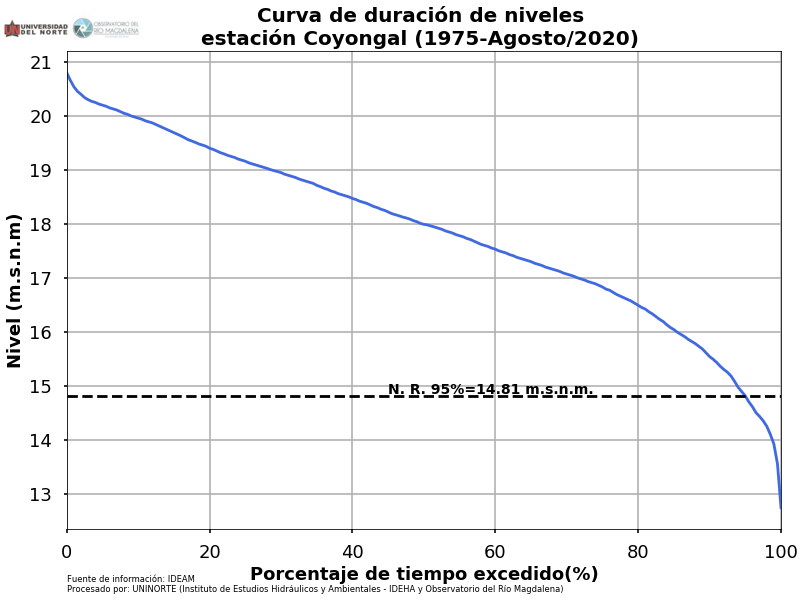 UNIVERSIDAD
DEL NORTE
OBSERVATORIO DEL
RÍO MAGDALENA
Curva de duración de niveles
estación Coyongal (1975-Agosto/2020)
Nivel (m.s.n.m)
21
20
19
18
17
16
15
14
13
N. R. 95%=14.81 m.s.n.m.
0 20 40 60 80 100
Porcentaje de tiempo excedido(%)
Fuente de información: IDEAM
Procesado por: UNINORTE (Instituto de Estudios Hidráulicos y Ambientales - IDEHA y Observatorio del Río Magdalena)